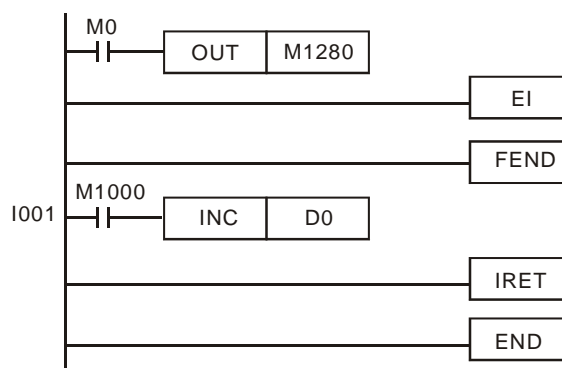 M0
OUT M1280
EI
FEND
M1000
I001 INC D0
IRET
END